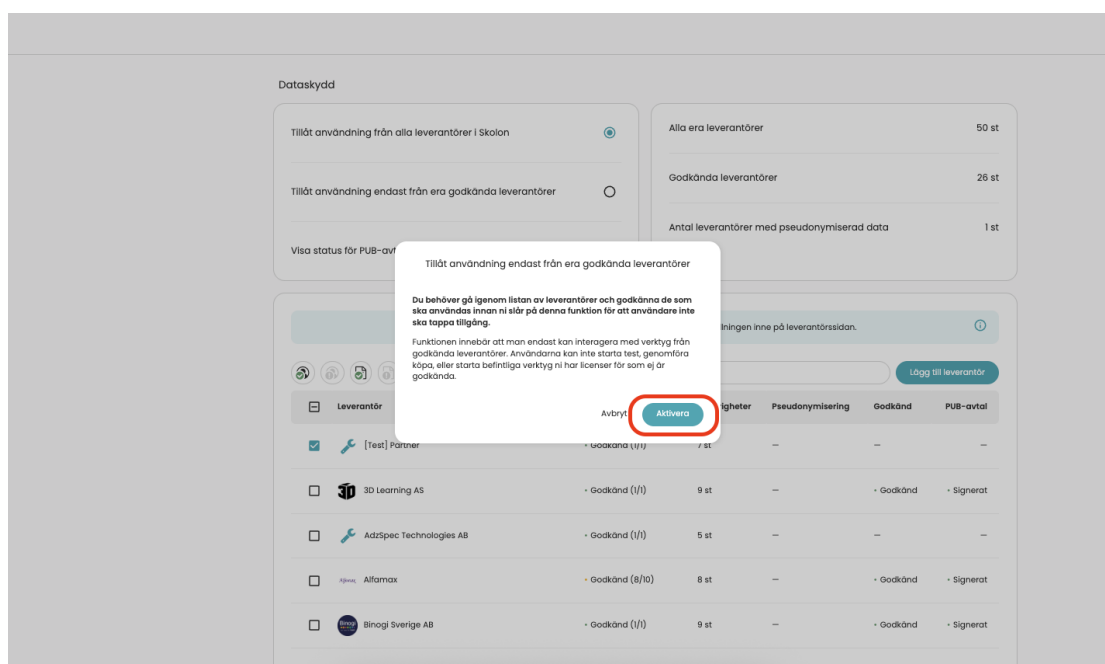 Dataskydd
Tillåt användning från alla leverantörer i Skolon
Tillåt användning endast från era godkända leverantörer
Visa status för PUB-avt
Alla era leverantörer 50 st
Godkända leverantörer 26 st
Antal leverantörer med pseudonymiserad data 1 st
Tillåt användning endast från era godkända leverantörer
Du behöver gå igenom listan av leverantörer och godkänna de som
ska användas innan ni slår på denna funktion för att användare inte
ska tappa tillgång.
Funktionen innebär att man endast kan interagera med verktyg från
godkända leverantörer. Användarna kan inte starta test, genomföra
köpa, eller starta befintliga verktyg ni har licenser för som ej är
godkända.
Avbryt Aktivera
llningen inne på leverantörssidan.
Lägg till leverantör
Leverantör igheter Pseudonymisering Godkänd PUB-avtal
[Test] Partner • Godkänd (1/1) 7 st – – –
3D Learning AS • Godkänd (1/1) 9 st – • Godkänd • Signerat
AdzSpec Technologies AB • Godkänd (1/1) 5 st – – –
Alfamax Alfamax • Godkänd (8/10) 8 st – • Godkänd • Signerat
Binogi Binogi Sverige AB • Godkänd (1/1) 9 st – • Godkänd • Signerat